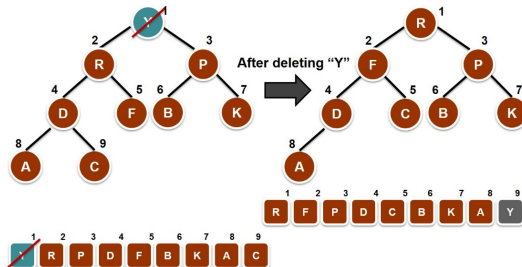 Y 1
2 3
R P
4 5 6 7
D F B K
8 9
A C
After deleting "Y"
R 1
2 3
F P
4 5 6 7
D C B K
8
A
1 2 3 4 5 6 7 8 9
R F P D C B K A Y
1 2 3 4 5 6 7 8 9
Y R P D F B K A C